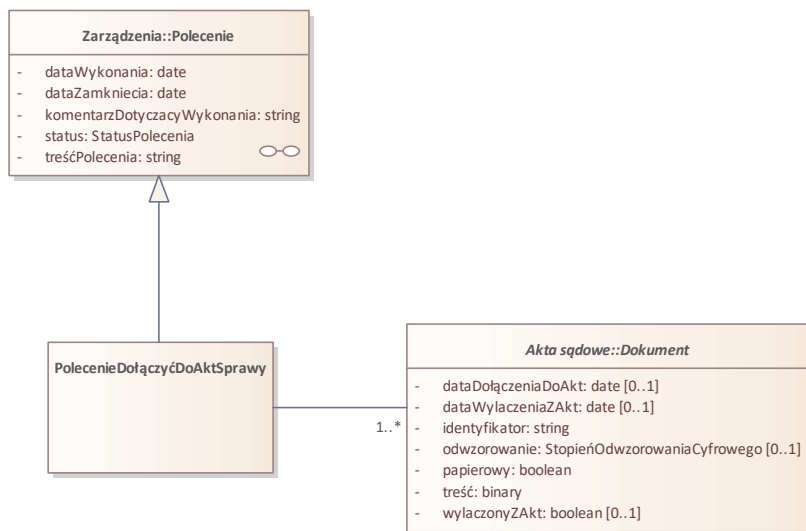 Zarządzenia::Polecenie
- dataWykonania: date
- dataZamkniecia: date
- komentarzDotyczacyWykonania: string
- status: StatusPolecenia
- treśćPolecenia: string
PolecenieDołączyćDoAktSprawy
1..*
Akta sądowe::Dokument
- dataDołączeniaDoAkt: date [0..1]
- dataWylaczeniaZAkt: date [0..1]
- identyfikator: string
- odwzorowanie: StopieńOdwzorowaniaCyfrowego [0..1]
- papierowy: boolean
- treść: binary
- wylaczonyZAkt: boolean [0..1]